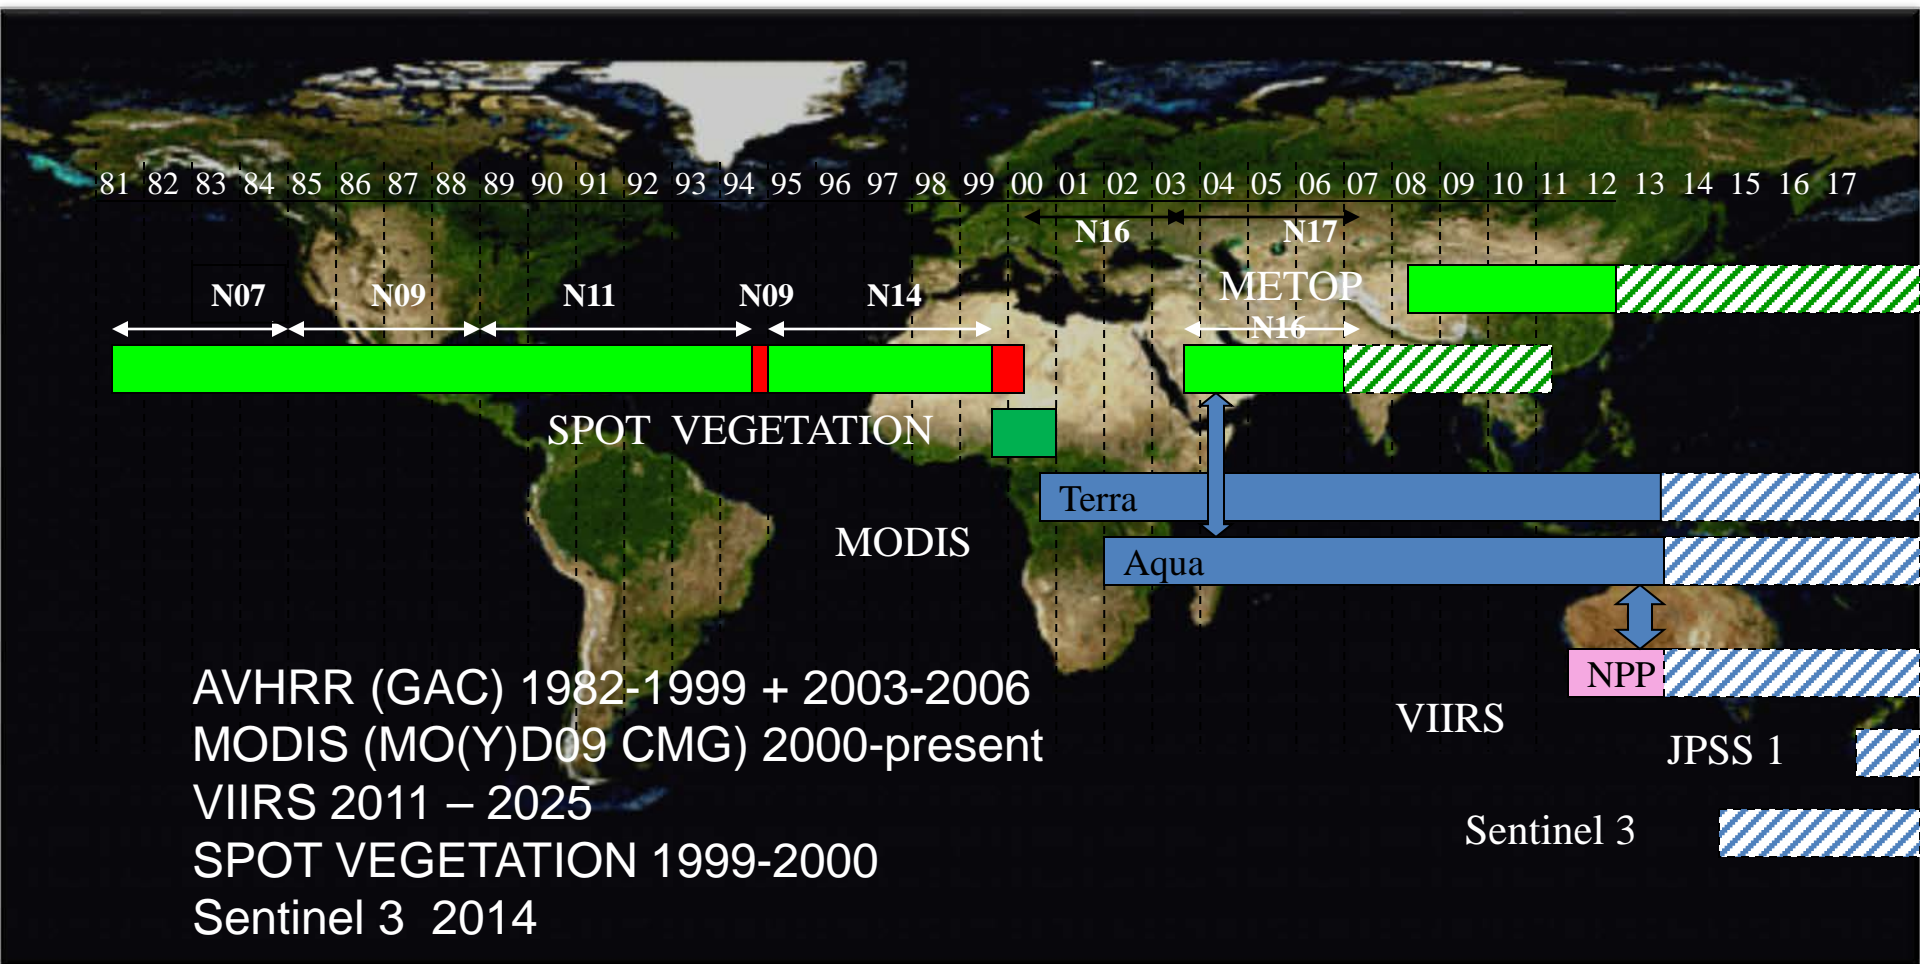 81 82 83 84 85 86 87 88 89 90 91 92 93 94 95 96 97 98 99 00 01 02 03 04 05 06 07 08 09 10 11 12 13 14 15 16 17
N16 N17
METOP
N07 N09 N11 N09 N14
N16
SPOT VEGETATION
Terra
MODIS
Aqua
NPP
VIIRS
JPSS 1
Sentinel 3
AVHRR (GAC) 1982-1999 + 2003-2006
MODIS (MO(Y)D09 CMG) 2000-present
VIIRS 2011 – 2025
SPOT VEGETATION 1999-2000
Sentinel 3 2014